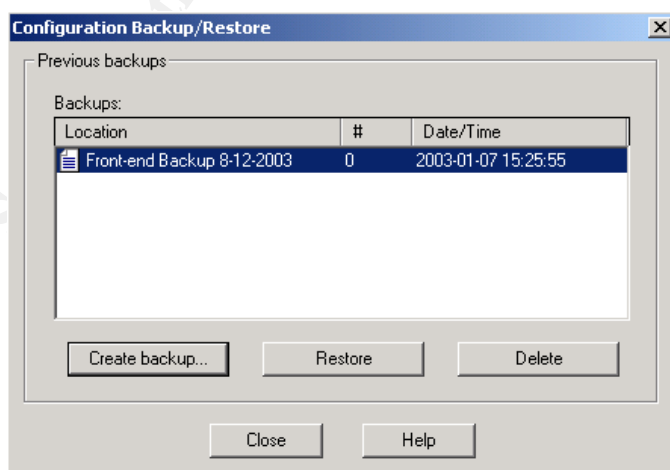 Configuration Backup/Restore
Previous backups
Backups:
Location # Date/Time
Front-end Backup 8-12-2003 0 2003-01-07 15:25:55
Create backup... Restore Delete
Close Help